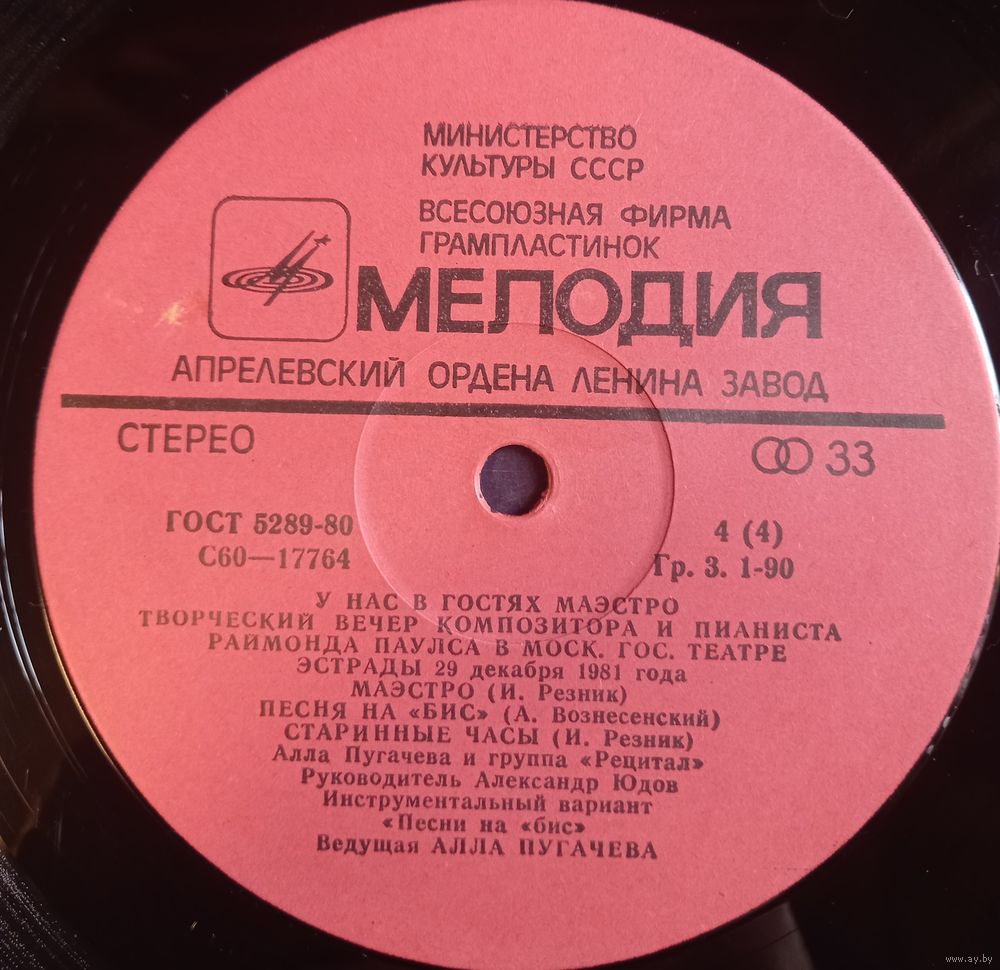 МИНИСТЕРСТВО
КУЛЬТУРЫ СССР
ВСЕСОЮЗНАЯ ФИРМА
ГРАМПЛАСТИНОК
МЕЛОДИЯ
АПРЕЛЕВСКИЙ ОРДЕНА ЛЕНИНА ЗАВОД
СТЕРЕО
33
ГОСТ 5289-80
С60—17764
4 (4)
Гр. 3. 1-90
У НАС В ГОСТЯХ МАЭСТРО
ТВОРЧЕСКИЙ ВЕЧЕР КОМПОЗИТОРА И ПИАНИСТА
РАЙМОНДА ПАУЛСА В МОСК. ГОС. ТЕАТРЕ
ЭСТРАДЫ 29 декабря 1981 года
МАЭСТРО (И. Резник)
ПЕСНЯ НА «БИС» (А. Вознесенский)
СТАРИННЫЕ ЧАСЫ (И. Резник)
Алла Пугачева и группа «Рецитал»
Руководитель Александр Юдов
Инструментальный вариант
«Песни на «бис»
Ведущая АЛЛА ПУГАЧЕВА
www.ay.by